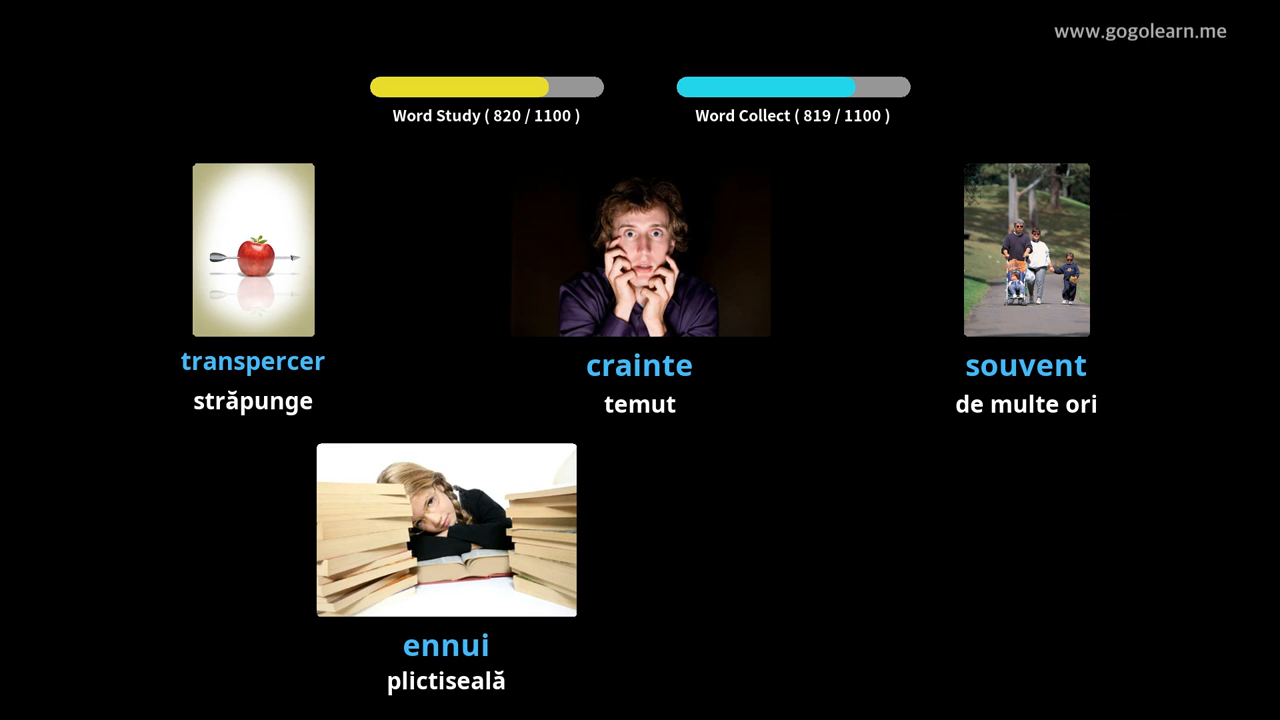 www.gogolearn.me
Word Study ( 820 / 1100 )
Word Collect ( 819 / 1100 )
transpercer
străpunge
crainte
temut
souvent
de multe ori
ennui
plictiseală